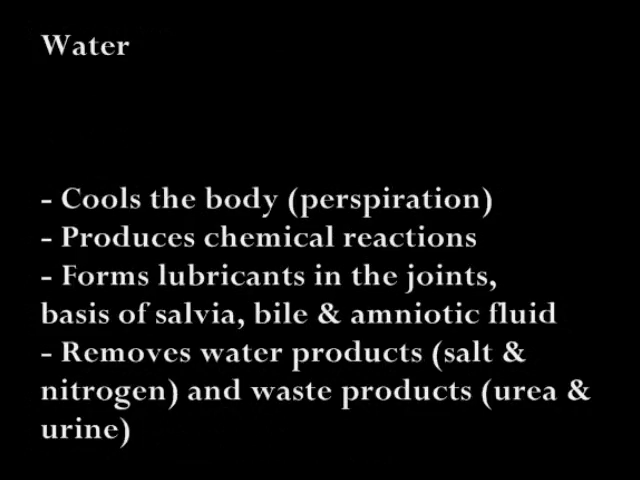 Water
- Cools the body (perspiration)
- Produces chemical reactions
- Forms lubricants in the joints,
basis of salvia, bile & amniotic fluid
- Removes water products (salt &
nitrogen) and waste products (urea &
urine)